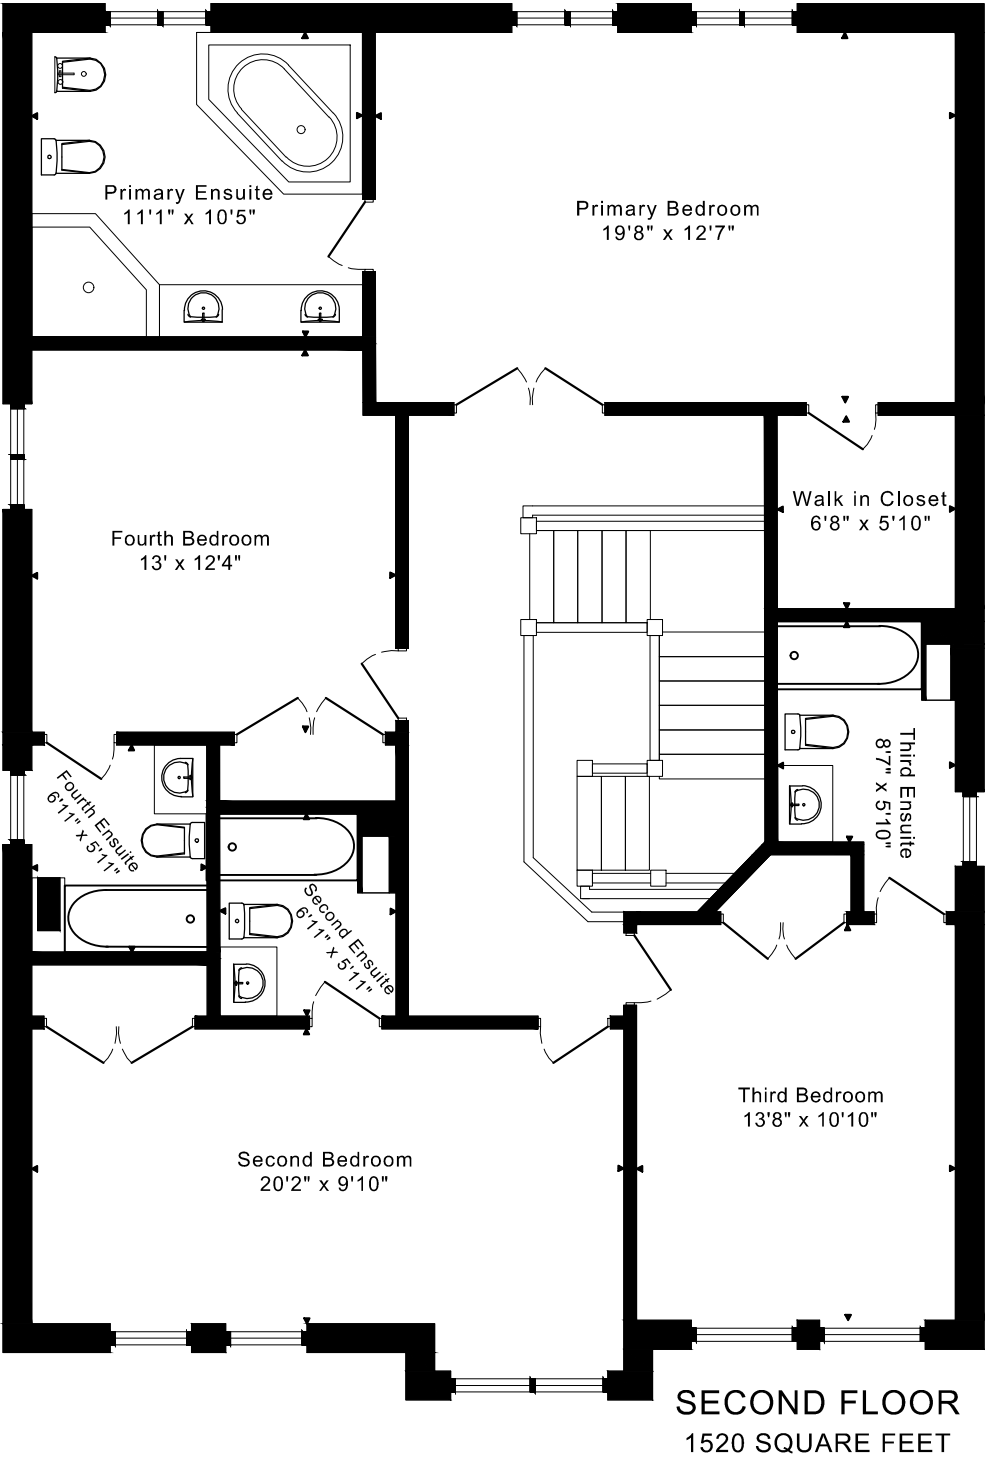 Primary Ensuite
11'1" x 10'5"
Primary Bedroom
19'8" x 12'7"
Walk in Closet
6'8" x 5'10"
Fourth Bedroom
13' x 12'4"
Third Ensuite
8'7" x 5'10"
Fourth Ensuite
6'11" x 5'11"
Second Ensuite
6'11" x 5'11"
Third Bedroom
13'8" x 10'10"
Second Bedroom
20'2" x 9'10"
SECOND FLOOR
1520 SQUARE FEET